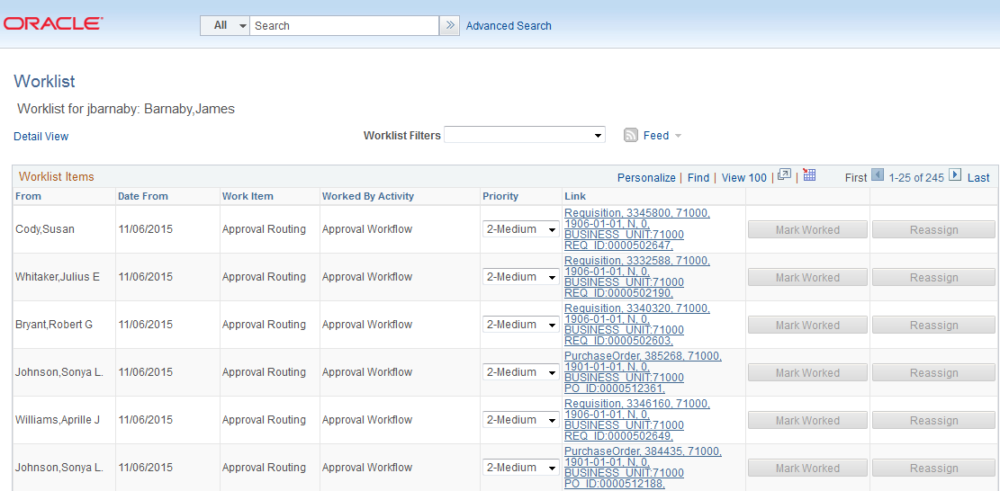 ORACLE
All Search Advanced Search
Worklist
Worklist for jbarnaby: Barnaby,James
Detail View Worklist Filters Feed
Worklist Items Personalize | Find | View 100 | | First 1-25 of 245 Last
From Date From Work Item Worked By Activity Priority Link
Cody,Susan 11/06/2015 Approval Routing Approval Workflow 2-Medium
Requisition, 3345800, 71000,
1906-01-01, N, 0,
BUSINESS_UNIT:71000
REQ_ID:0000502647,
Mark Worked Reassign
Whitaker,Julius E 11/06/2015 Approval Routing Approval Workflow 2-Medium
Requisition, 3332588, 71000,
1906-01-01, N, 0,
BUSINESS_UNIT:71000
REQ_ID:0000502190,
Mark Worked Reassign
Bryant,Robert G 11/06/2015 Approval Routing Approval Workflow 2-Medium
Requisition, 3340320, 71000,
1906-01-01, N, 0,
BUSINESS_UNIT:71000
REQ_ID:0000502603,
Mark Worked Reassign
Johnson,Sonya L. 11/06/2015 Approval Routing Approval Workflow 2-Medium
PurchaseOrder, 385268, 71000,
1901-01-01, N, 0,
BUSINESS_UNIT:71000
PO_ID:0000512361,
Mark Worked Reassign
Williams,Aprille J 11/06/2015 Approval Routing Approval Workflow 2-Medium
Requisition, 3346160, 71000,
1906-01-01, N, 0,
BUSINESS_UNIT:71000
REQ_ID:0000502649,
Mark Worked Reassign
Johnson,Sonya L. 11/06/2015 Approval Routing Approval Workflow 2-Medium
PurchaseOrder, 384435, 71000,
1901-01-01, N, 0,
BUSINESS_UNIT:71000
PO_ID:0000512188,
Mark Worked Reassign